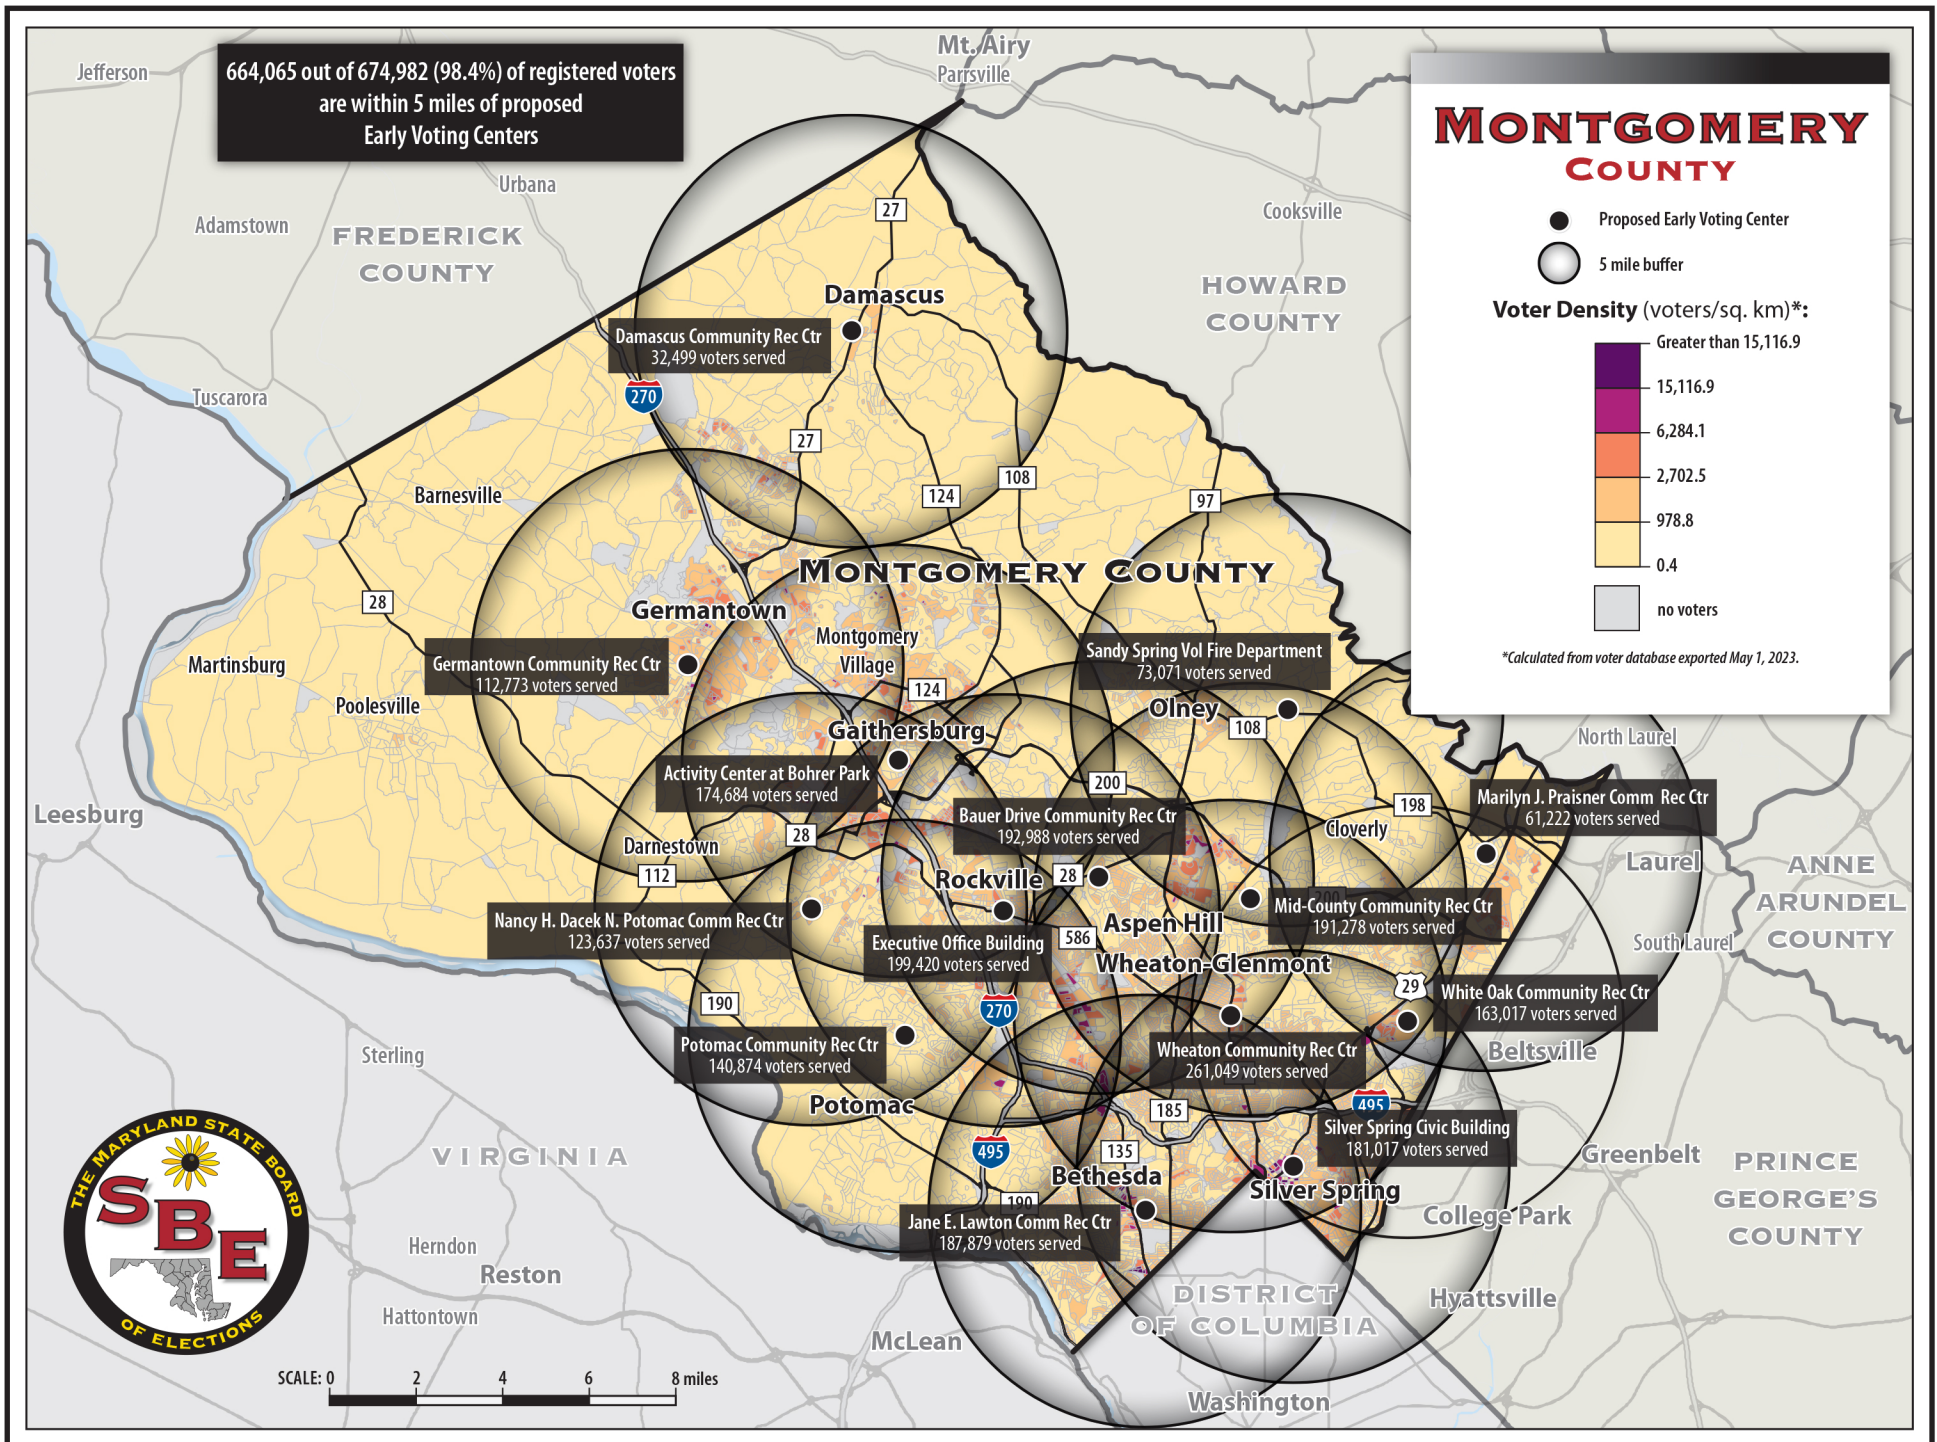 664,065 out of 674,982 (98.4%) of registered voters
are within 5 miles of proposed
Early Voting Centers
Mt. Airy
Parrsville
Jefferson
Urbana
Adamstown
FREDERICK
COUNTY
Tuscarora
Cooksville
HOWARD
COUNTY
MONTGOMERY
COUNTY
Proposed Early Voting Center
5 mile buffer
Voter Density (voters/sq. km)*:
Greater than 15,116.9
15,116.9
6,284.1
2,702.5
978.8
0.4
no voters
*Calculated from voter database exported May 1, 2023.
27
Damascus
Damascus Community Rec Ctr
32,499 voters served
270
27
124
108
97
Barnesville
28
MONTGOMERY COUNTY
Germantown
Montgomery
Village
Germantown Community Rec Ctr
112,773 voters served
Martinsburg
Poolesville
124
Sandy Spring Vol Fire Department
73,071 voters served
Olney
108
Gaithersburg
Activity Center at Bohrer Park
174,684 voters served
200
North Laurel
Leesburg
Bauer Drive Community Rec Ctr
192,988 voters served
198
Cloverly
Marilyn J. Praisner Comm Rec Ctr
61,222 voters served
Laurel
ANNE
ARUNDEL
COUNTY
28
Darnestown
112
Rockville
28
200
Nancy H. Dacek N. Potomac Comm Rec Ctr
123,637 voters served
Executive Office Building
199,420 voters served
586
Aspen Hill
Mid-County Community Rec Ctr
191,278 voters served
South Laurel
Wheaton-Glenmont
190
270
29
White Oak Community Rec Ctr
163,017 voters served
Sterling
Potomac Community Rec Ctr
140,874 voters served
Wheaton Community Rec Ctr
261,049 voters served
Beltsville
Potomac
185
495
Silver Spring Civic Building
181,017 voters served
495
135
Bethesda
Silver Spring
Greenbelt
PRINCE
GEORGE'S
COUNTY
190
Jane E. Lawton Comm Rec Ctr
187,879 voters served
College Park
VIRGINIA
THE MARYLAND STATE BOARD
SBE
OF ELECTIONS
Herndon
Reston
Hattontown
DISTRICT
OF COLUMBIA
Hyattsville
McLean
Washington
SCALE: 0 2 4 6 8 miles